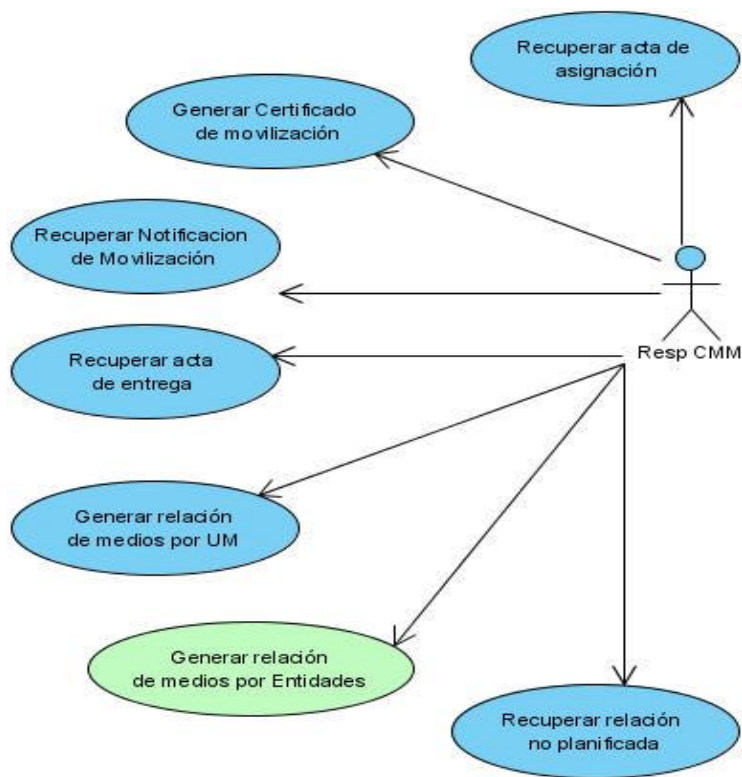 Recuperar acta de
asignación
Generar Certificado
de movilización
Recuperar Notificacion
de Movilización
Resp CMM
Recuperar acta
de entrega
Generar relación
de medios por UM
Generar relación
de medios por Entidades
Recuperar relación
no planificada